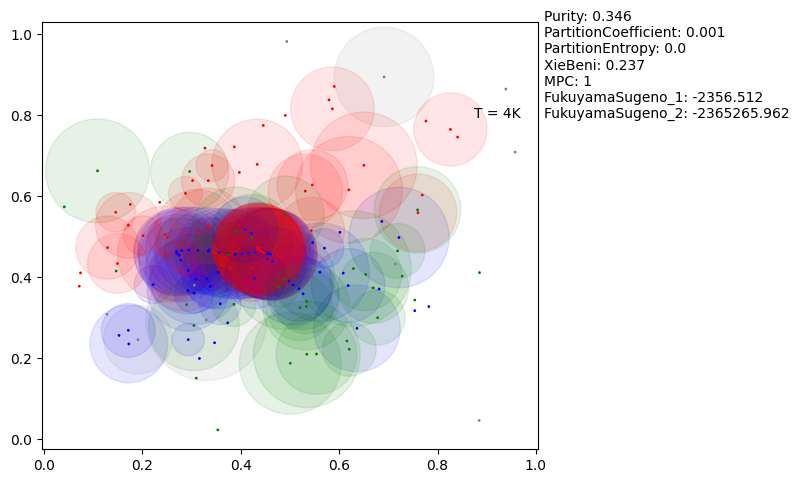 Purity: 0.346
PartitionCoefficient: 0.001
PartitionEntropy: 0.0
XieBeni: 0.237
MPC: 1
FukuyamaSugeno_1: -2356.512
FukuyamaSugeno_2: -2365265.962
T = 4K
1.0
0.8
0.6
0.4
0.2
0.0
0.0 0.2 0.4 0.6 0.8 1.0